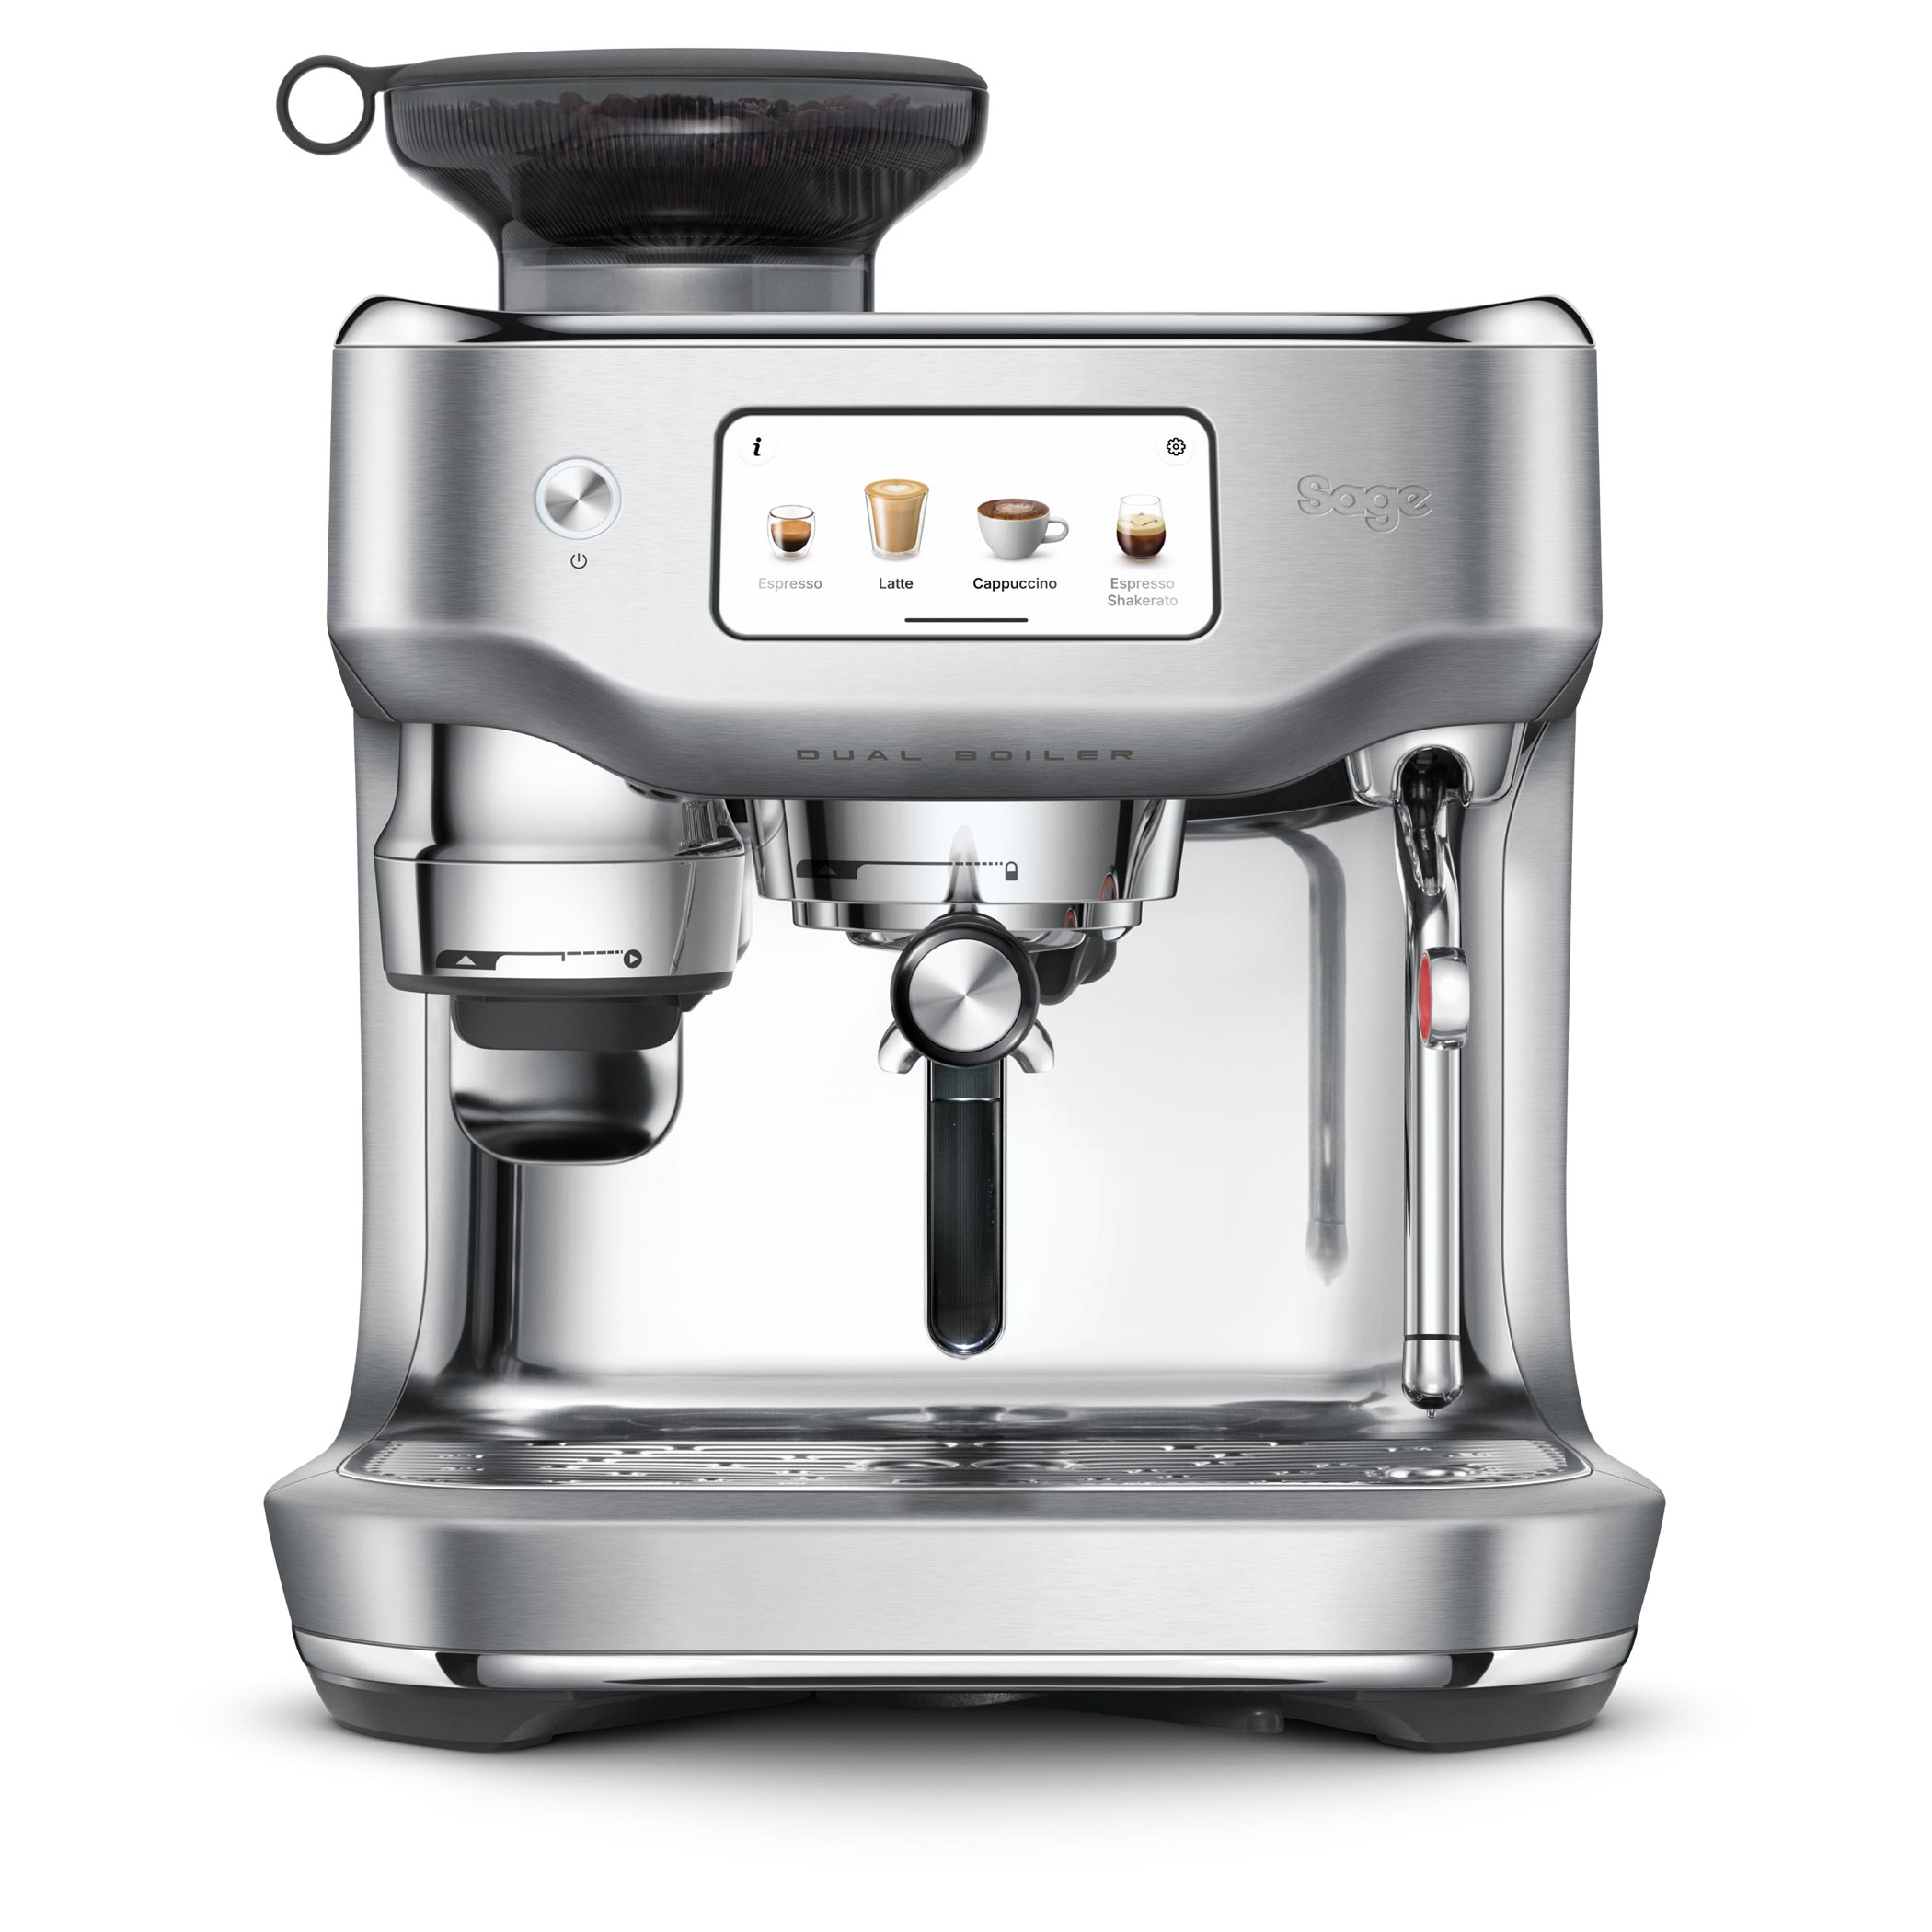 Sage
Espresso
Latte
Cappuccino
Espresso
Shakerato
DUAL BOILER